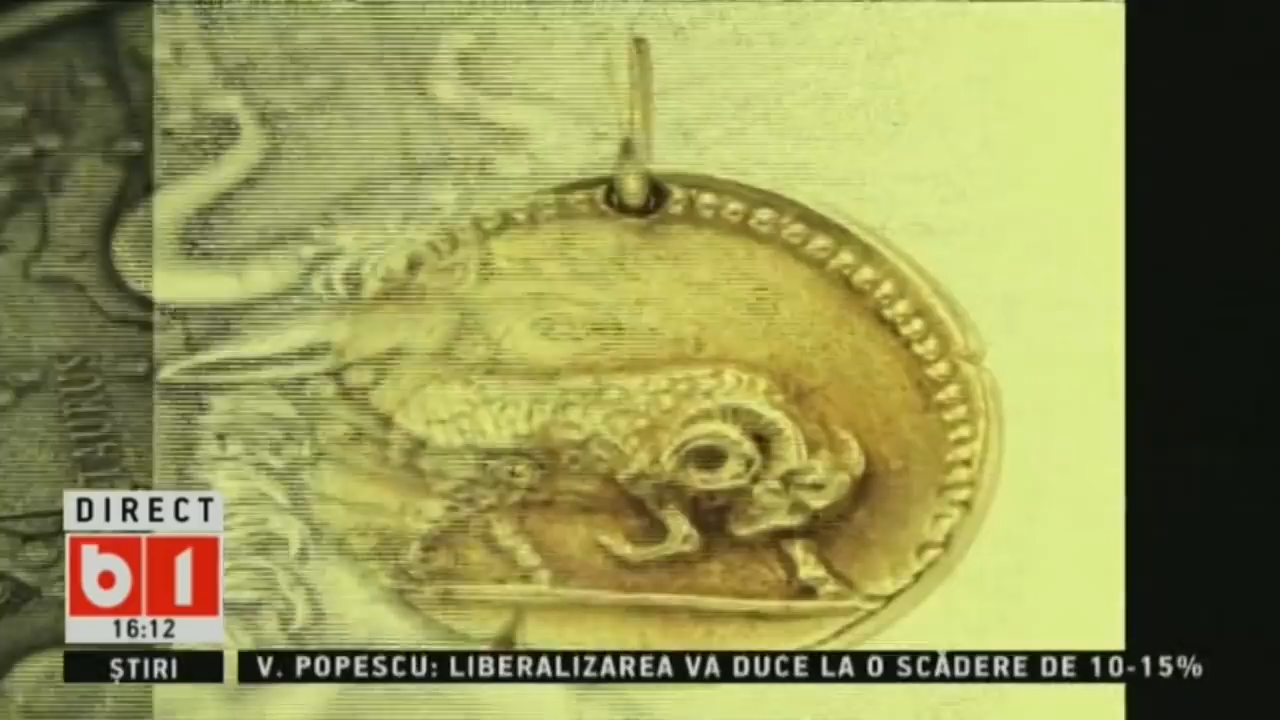 DIRECT
b1
16:12
ȘTIRI
V. POPESCU: LIBERALIZAREA VA DUCE LA O SCĂDERE DE 10-15%